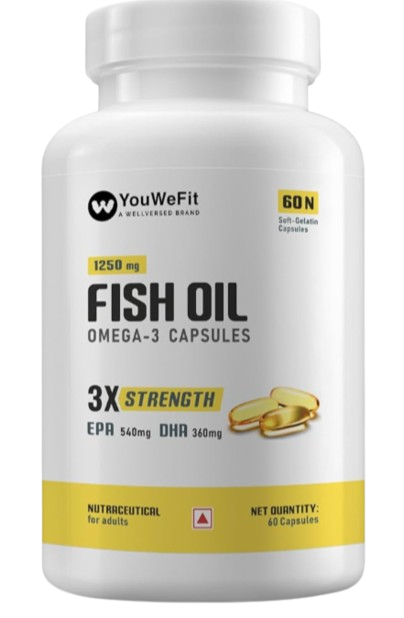 W YouWeFit
A WELLVERSED BRAND
60 N
Soft-Gelatin
Capsules
1250 mg
FISH OIL
OMEGA-3 CAPSULES
3X STRENGTH
EPA 540mg DHA 360mg
NUTRACEUTICAL
for adults
NET QUANTITY:
60 Capsules